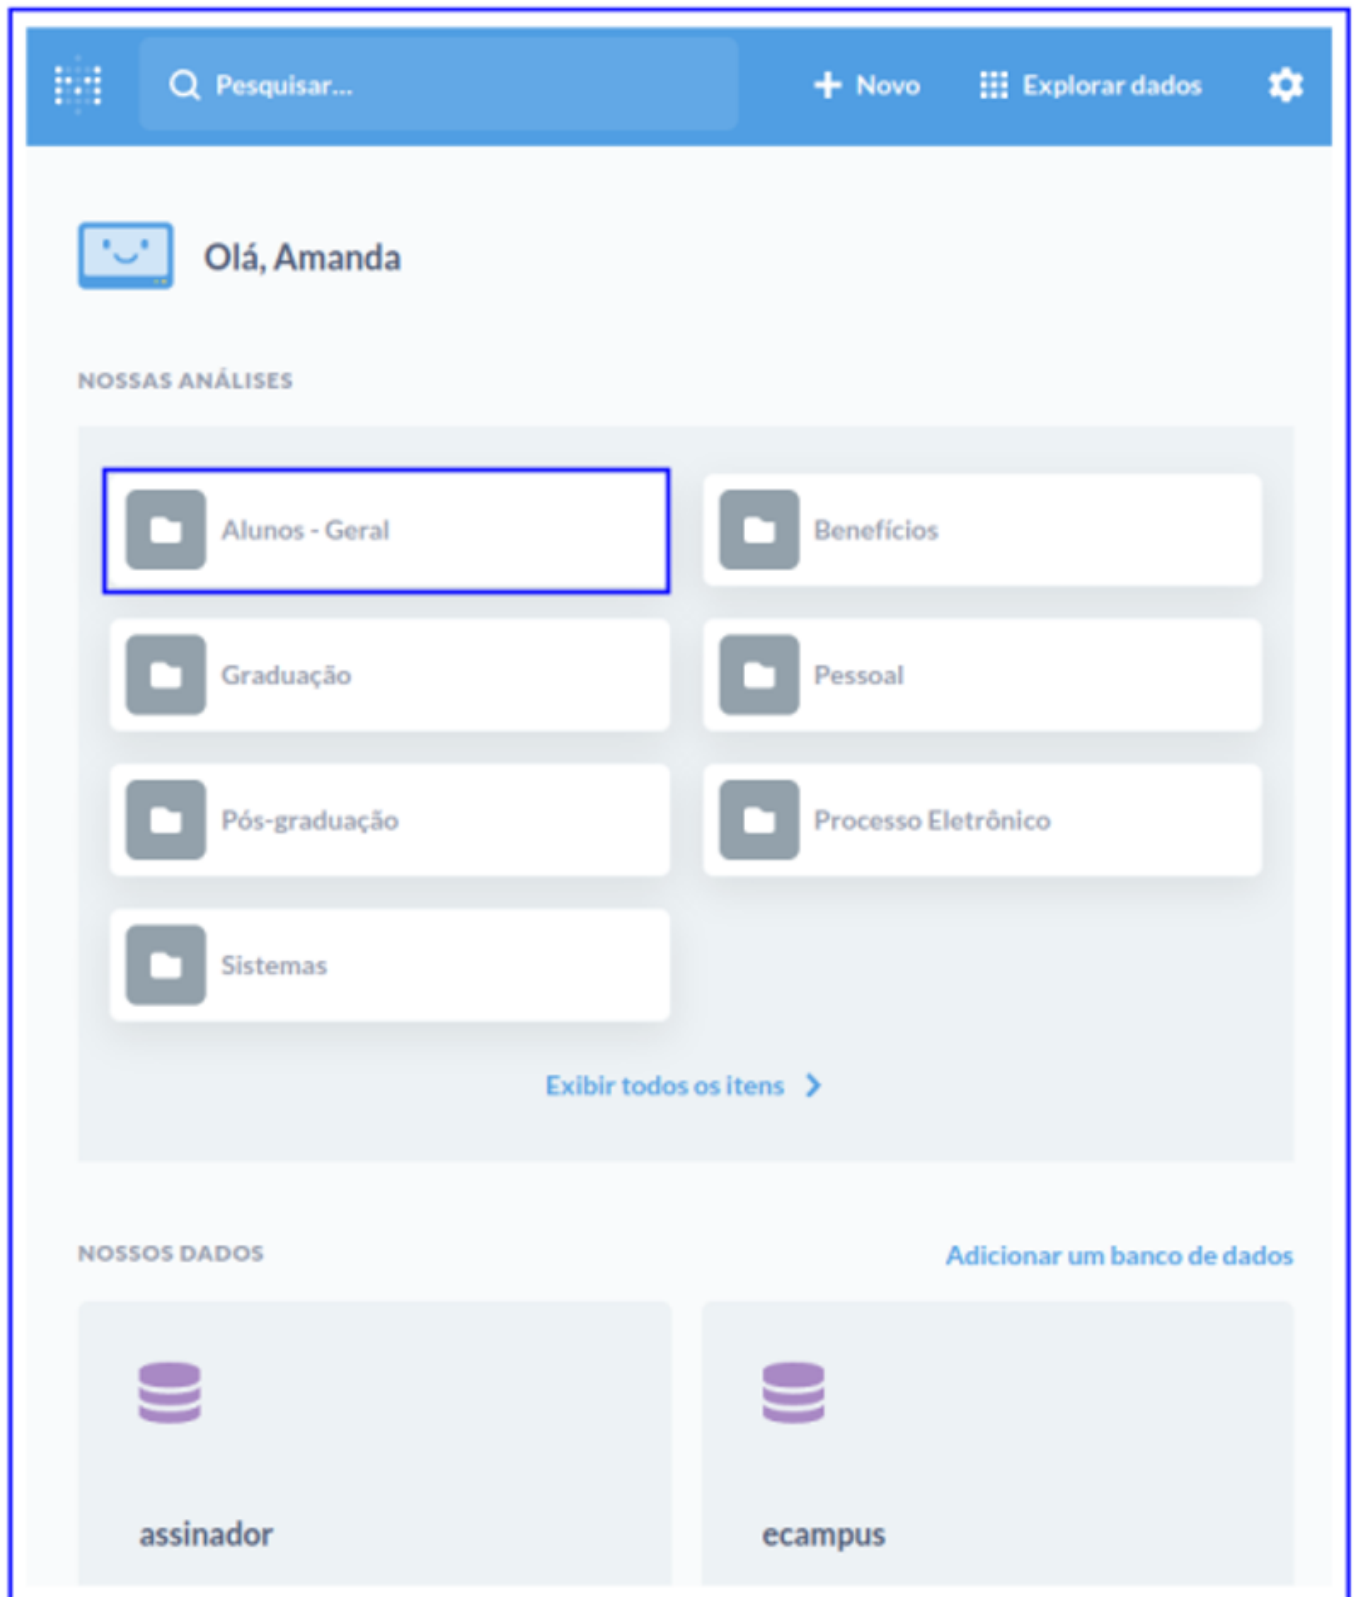 Pesquisar...
Novo
Explorar dados
Olá, Amanda
NOSSAS ANÁLISES
Alunos - Geral
Benefícios
Graduação
Pessoal
Pós-graduação
Processo Eletrônico
Sistemas
Exibir todos os itens
NOSSOS DADOS
Adicionar um banco de dados
assinador
ecampus